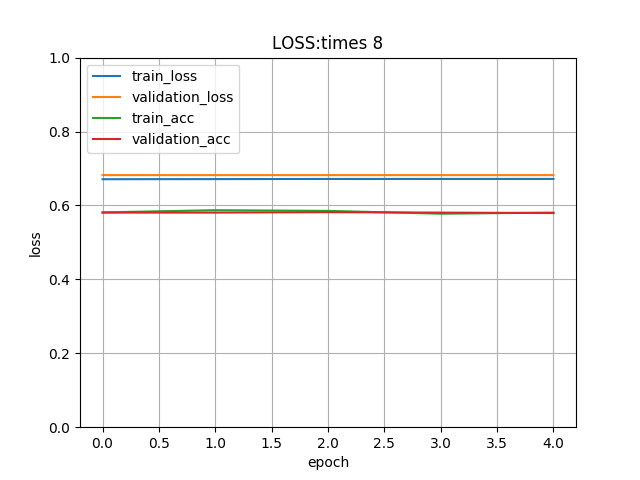 LOSS:times 8
train_loss
validation_loss
train_acc
validation_acc
1.0
0.8
0.6
0.4
0.2
0.0
loss
0.0 0.5 1.0 1.5 2.0 2.5 3.0 3.5 4.0
epoch